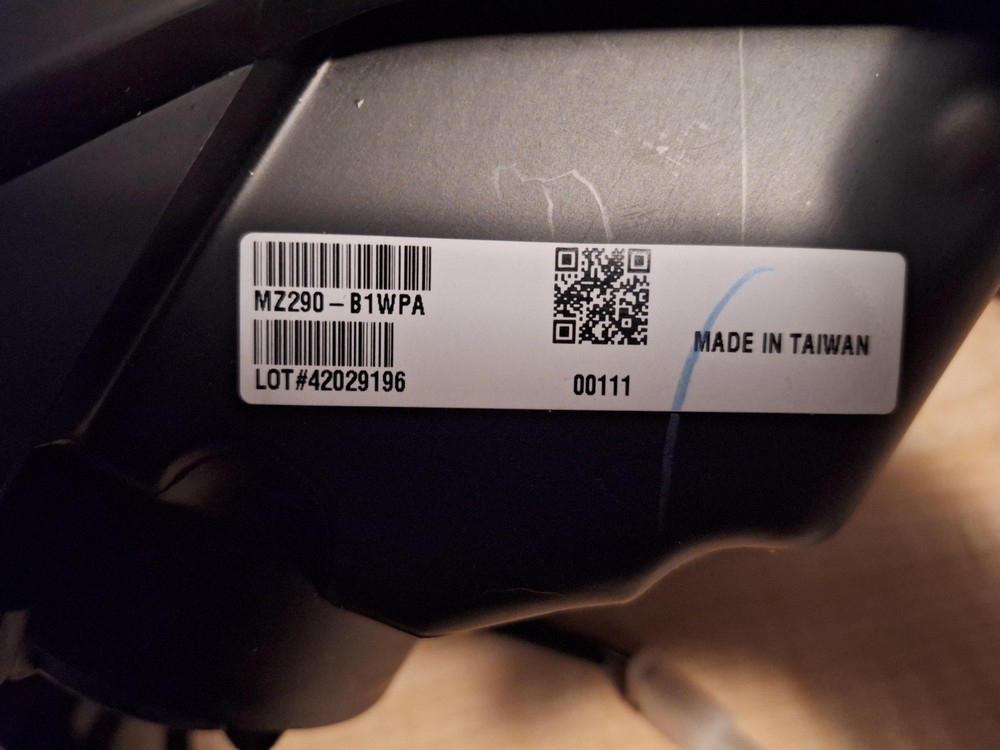 MZ290-B1WPA
LOT#42029196
00111
MADE IN TAIWAN